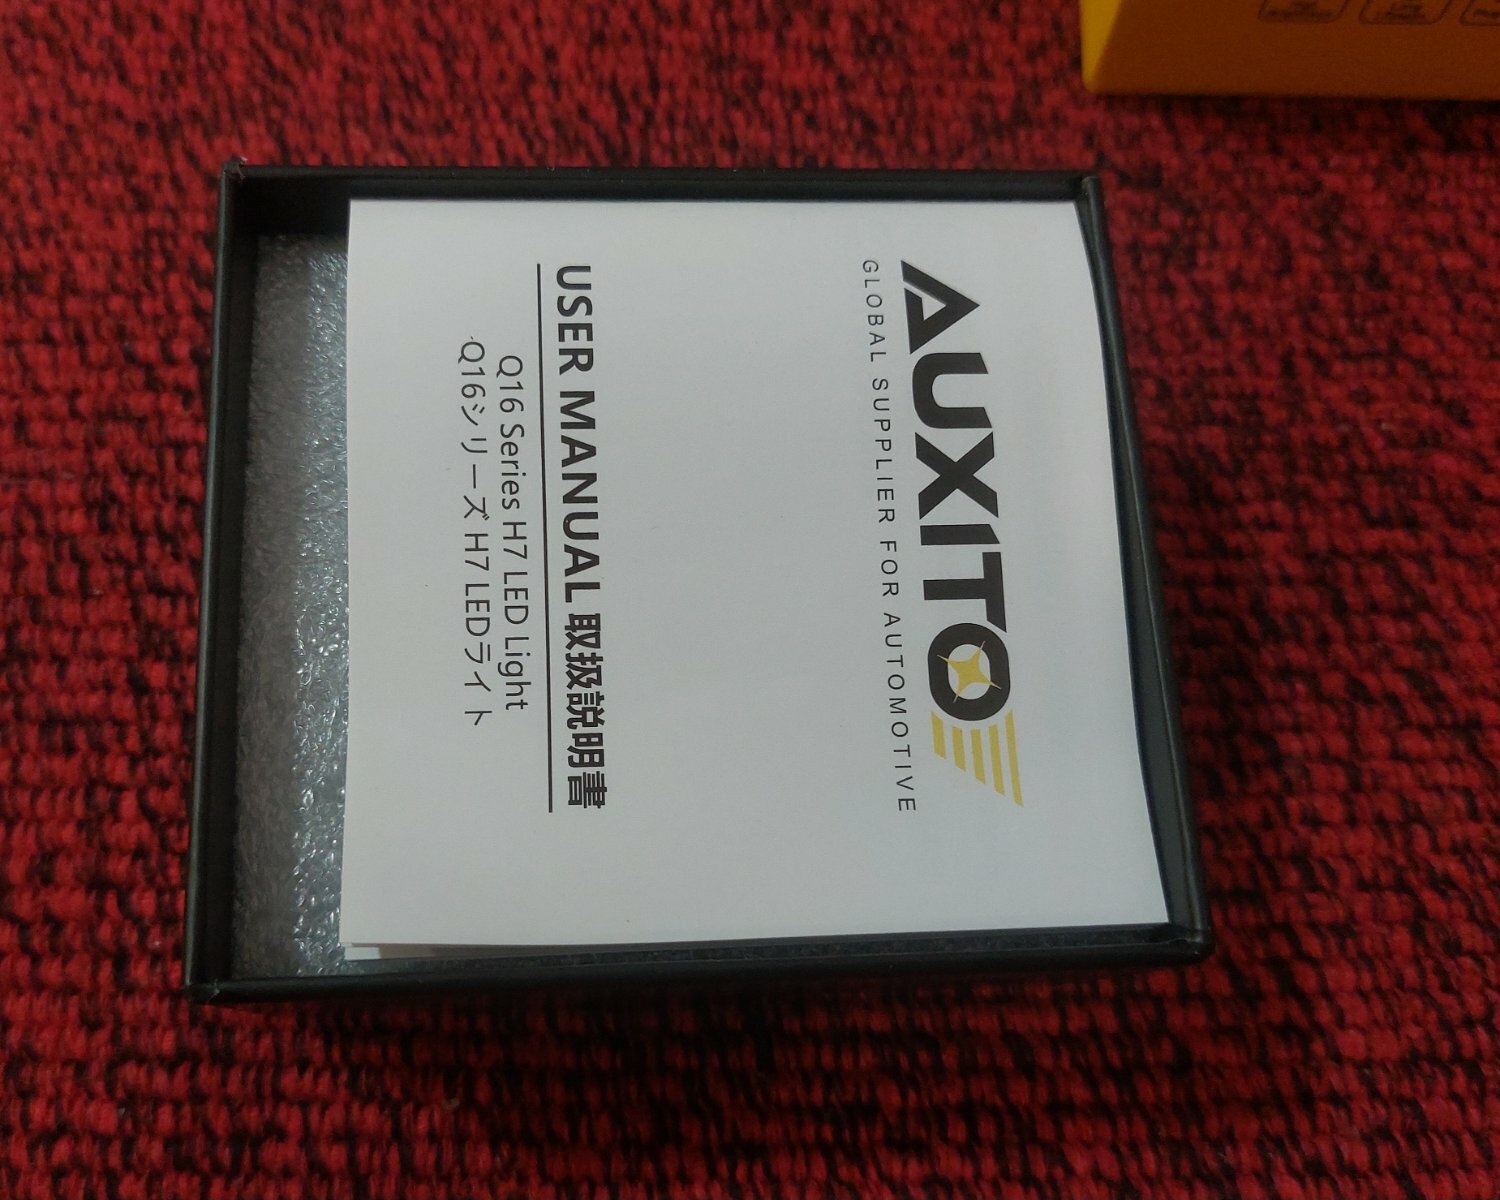 AUXITO
GLOBAL SUPPLIER FOR AUTOMOTIVE
USER MANUAL 取扱説明書
Q16 Series H7 LED Light
Q16シリーズ H7 LEDライト